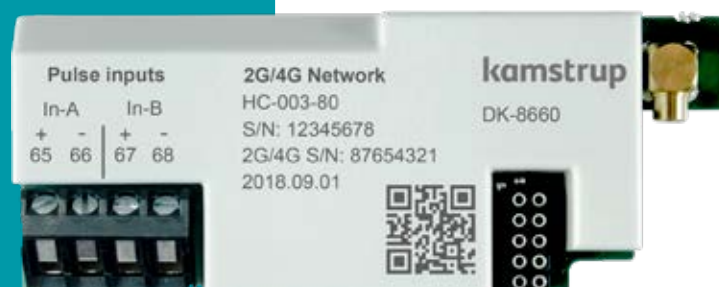 Pulse inputs
In-A In-B
+ - + -
65 66 67 68
2G/4G Network
HC-003-80
S/N: 12345678
2G/4G S/N: 87654321
2018.09.01
kamstrup
DK-8660